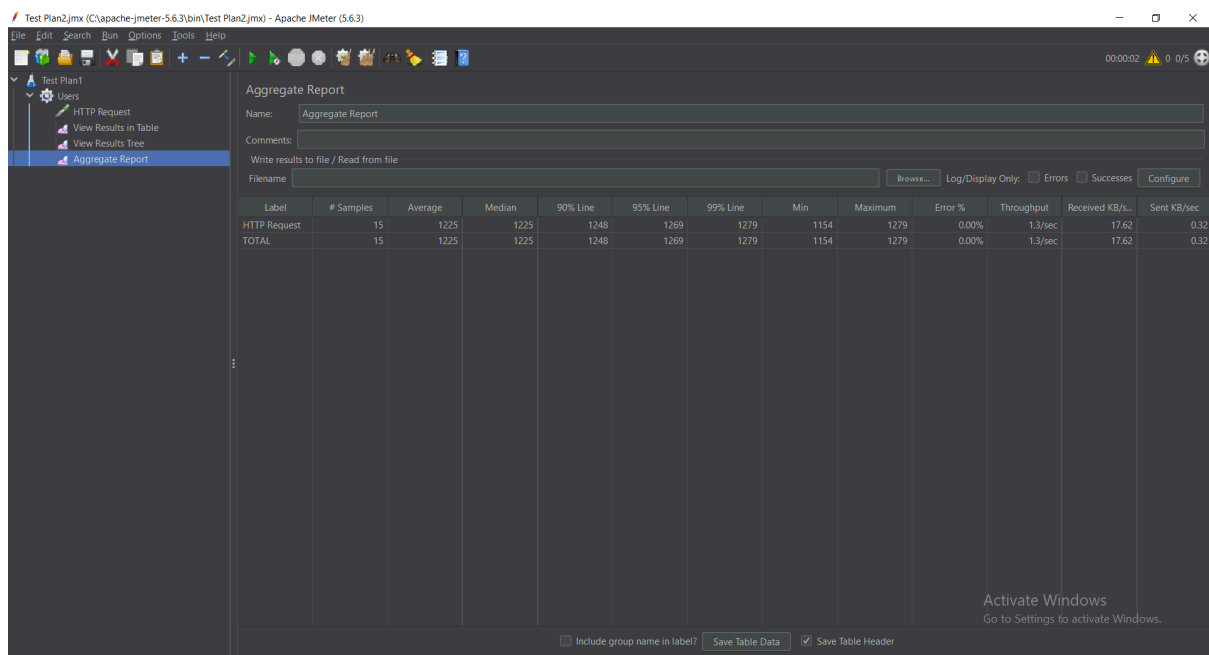 Test Plan2.jmx (C:\apache-jmeter-5.6.3\bin\Test Plan2.jmx) - Apache JMeter (5.6.3)
File Edit Search Run Options Tools Help
00:00:02 0 0/5
Test Plan1
Users
HTTP Request
View Results in Table
View Results Tree
Aggregate Report
Aggregate Report
Name: Aggregate Report
Comments:
Write results to file / Read from file
Filename Browse... Log/Display Only: Errors Successes Configure
Label # Samples Average Median 90% Line 95% Line 99% Line Min Maximum Error % Throughput Received KB/s... Sent KB/sec
HTTP Request 15 1225 1225 1248 1269 1279 1154 1279 0.00% 1.3/sec 17.62 0.32
TOTAL 15 1225 1225 1248 1269 1279 1154 1279 0.00% 1.3/sec 17.62 0.32
Activate Windows
Go to Settings to activate Windows.
Include group name in label? Save Table Data Save Table Header